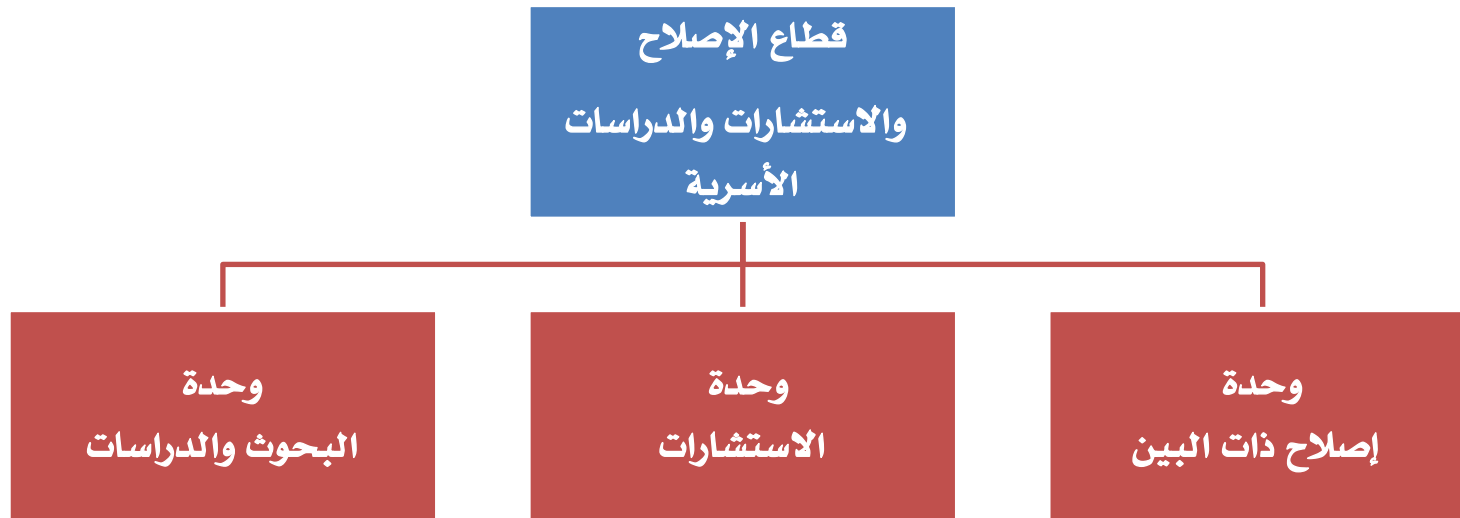 قطاع الإصلاح
والاستشارات والدراسات
الأسرية
وحدة
إصلاح ذات البين
وحدة
الاستشارات
وحدة
البحوث والدراسات